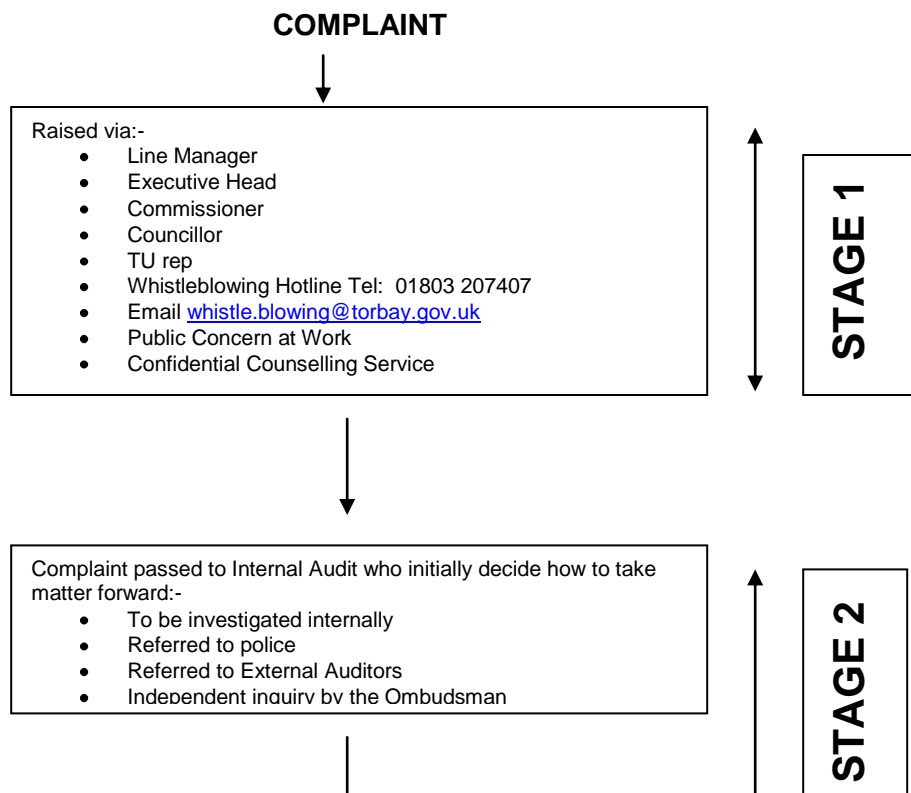 COMPLAINT
Raised via:-
• Line Manager
• Executive Head
• Commissioner
• Councillor
• TU rep
• Whistleblowing Hotline Tel: 01803 207407
• Email whistle.blowing@torbay.gov.uk
• Public Concern at Work
• Confidential Counselling Service
STAGE 1
Complaint passed to Internal Audit who initially decide how to take
matter forward:-
• To be investigated internally
• Referred to police
• Referred to External Auditors
• Independent inquiry by the Ombudsman
STAGE 2